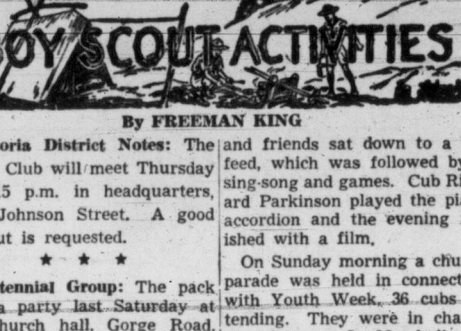 OY SCOUT ACTIVITIES
By FREEMAN KING
oria District Notes: The
Club will meet Thursday
5 p.m. in headquarters,
Johnson Street. A good
ut is requested.
★ ★ ★
tennial Group: The pack
a party last Saturday at
hurch hall, Gorge Road.
and friends sat down to a
feed, which was followed by
sing-song and games. Cub Ri
ard Parkinson played the pia
accordion and the evening
ished with a film.
On Sunday morning a chu
parade was held in connect
with Youth Week, 36 cubs
tending. They were in cha